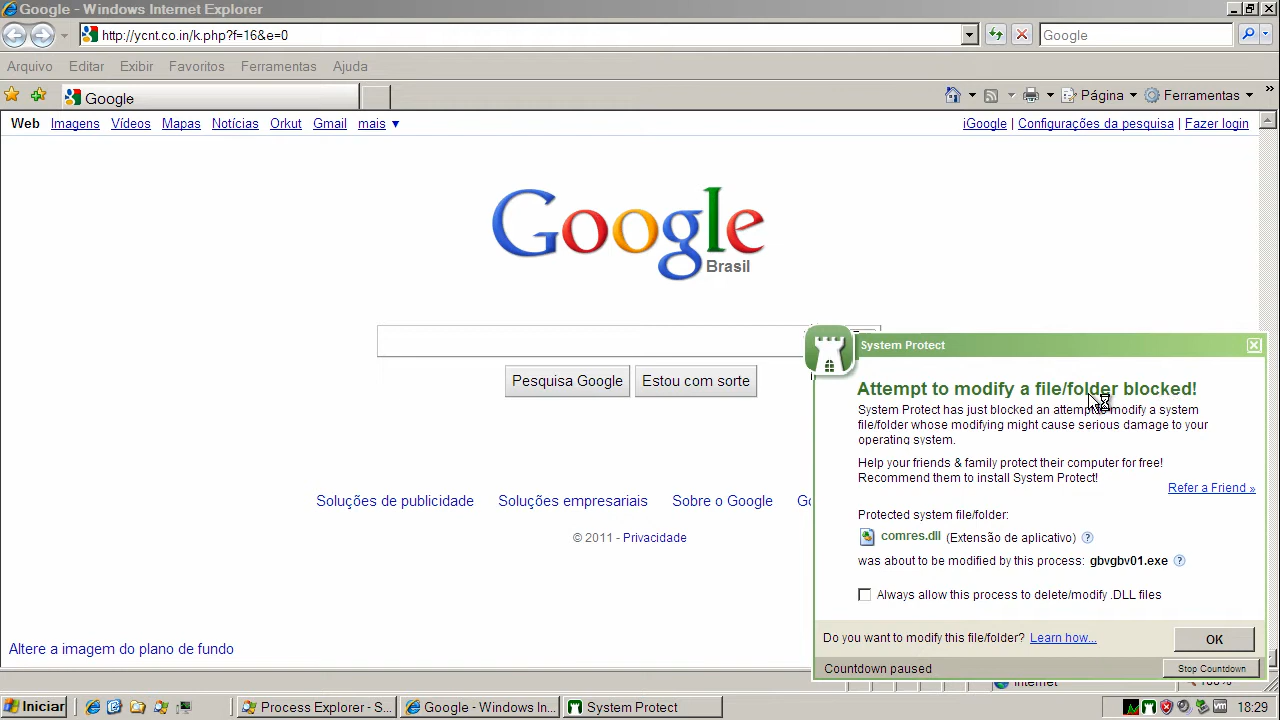 Google - Windows Internet Explorer
http://ycnt.co.in/k.php?f=16&e=0
Google
Arquivo Editar Exibir Favoritos Ferramentas Ajuda
Google
Página Ferramentas
Web Imagens Vídeos Mapas Notícias Orkut Gmail mais ▼
iGoogle | Configurações da pesquisa | Fazer login
Google
Brasil
Pesquisa Google Estou com sorte
System Protect
Attempt to modify a file/folder blocked!
System Protect has just blocked an attempt to modify a system
file/folder whose modifying might cause serious damage to your
operating system.
Help your friends & family protect their computer for free!
Recommend them to install System Protect!
Refer a Friend »
Protected system file/folder:
comres.dll (Extensão de aplicativo)
was about to be modified by this process: gbvgbv01.exe
Always allow this process to delete/modify .DLL files
Do you want to modify this file/folder? Learn how...
OK
Countdown paused
Stop Countdown
Soluções de publicidade Soluções empresariais Sobre o Google
© 2011 - Privacidade
Altere a imagem do plano de fundo
Internet
100%
Iniciar
Process Explorer - S...
Google - Windows In...
System Protect
18:29